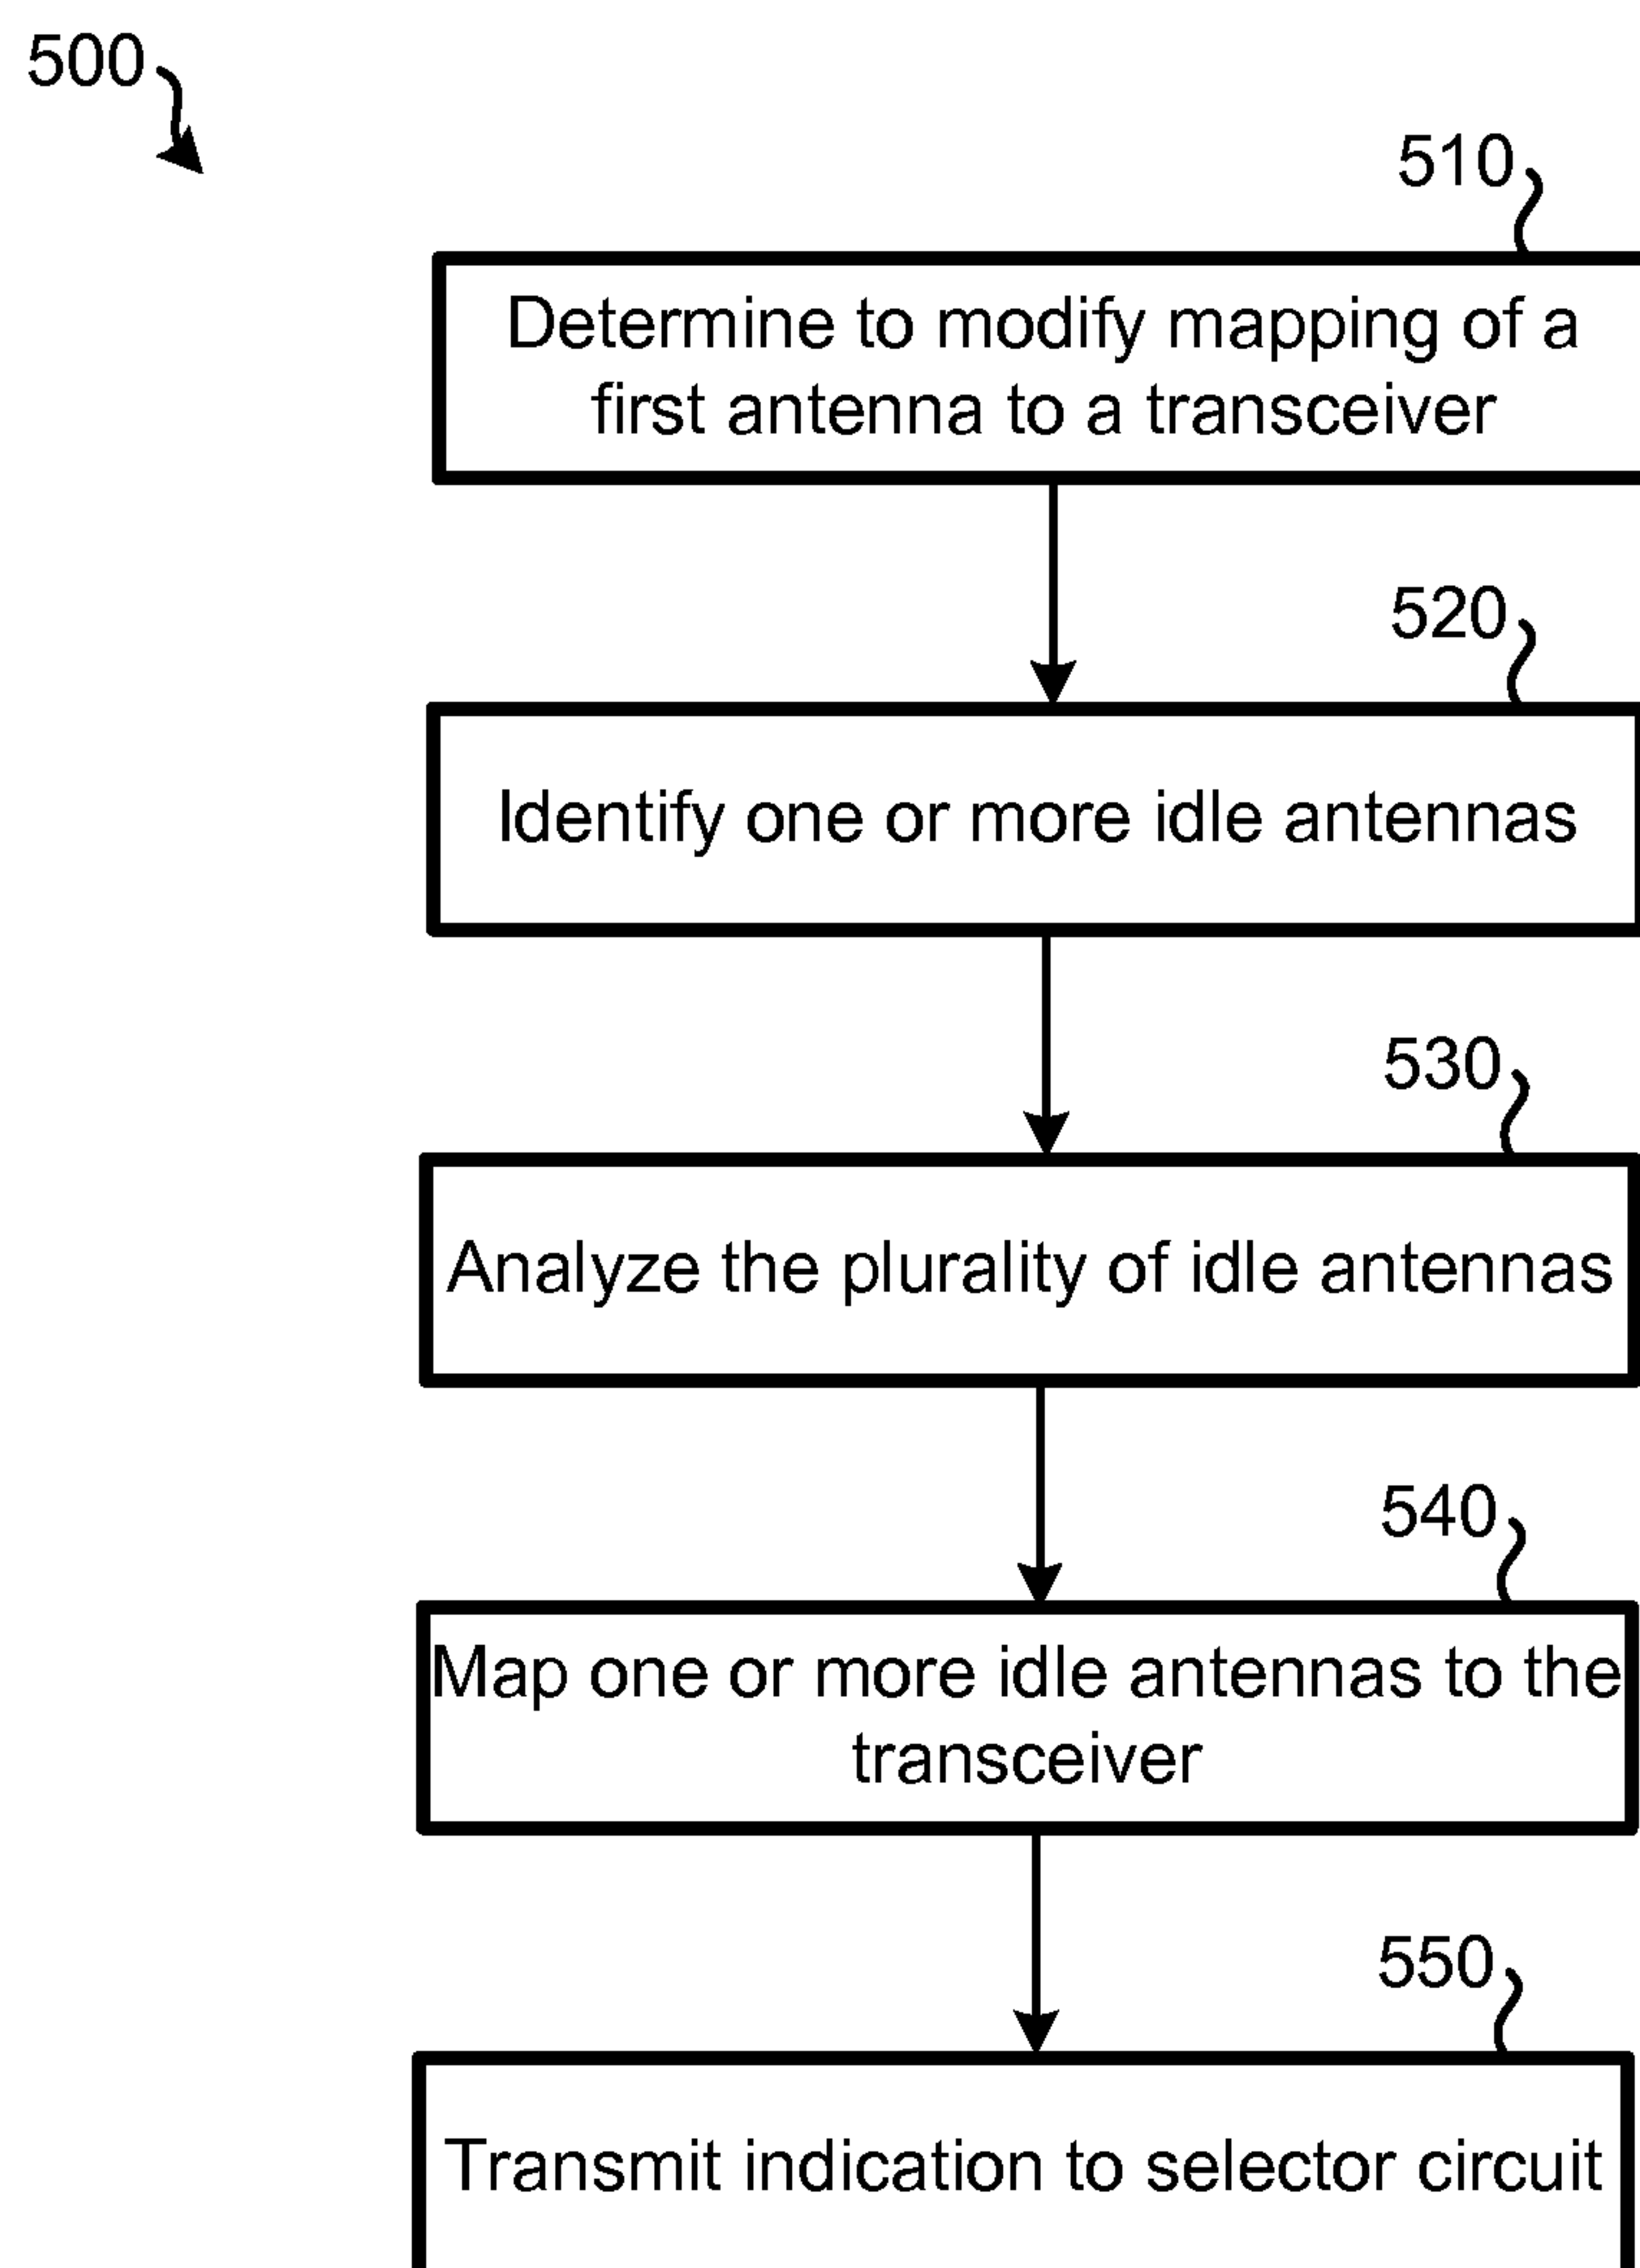 500
510
Determine to modify mapping of a
first antenna to a transceiver
520
Identify one or more idle antennas
530
Analyze the plurality of idle antennas
540
Map one or more idle antennas to the
transceiver
550
Transmit indication to selector circuit